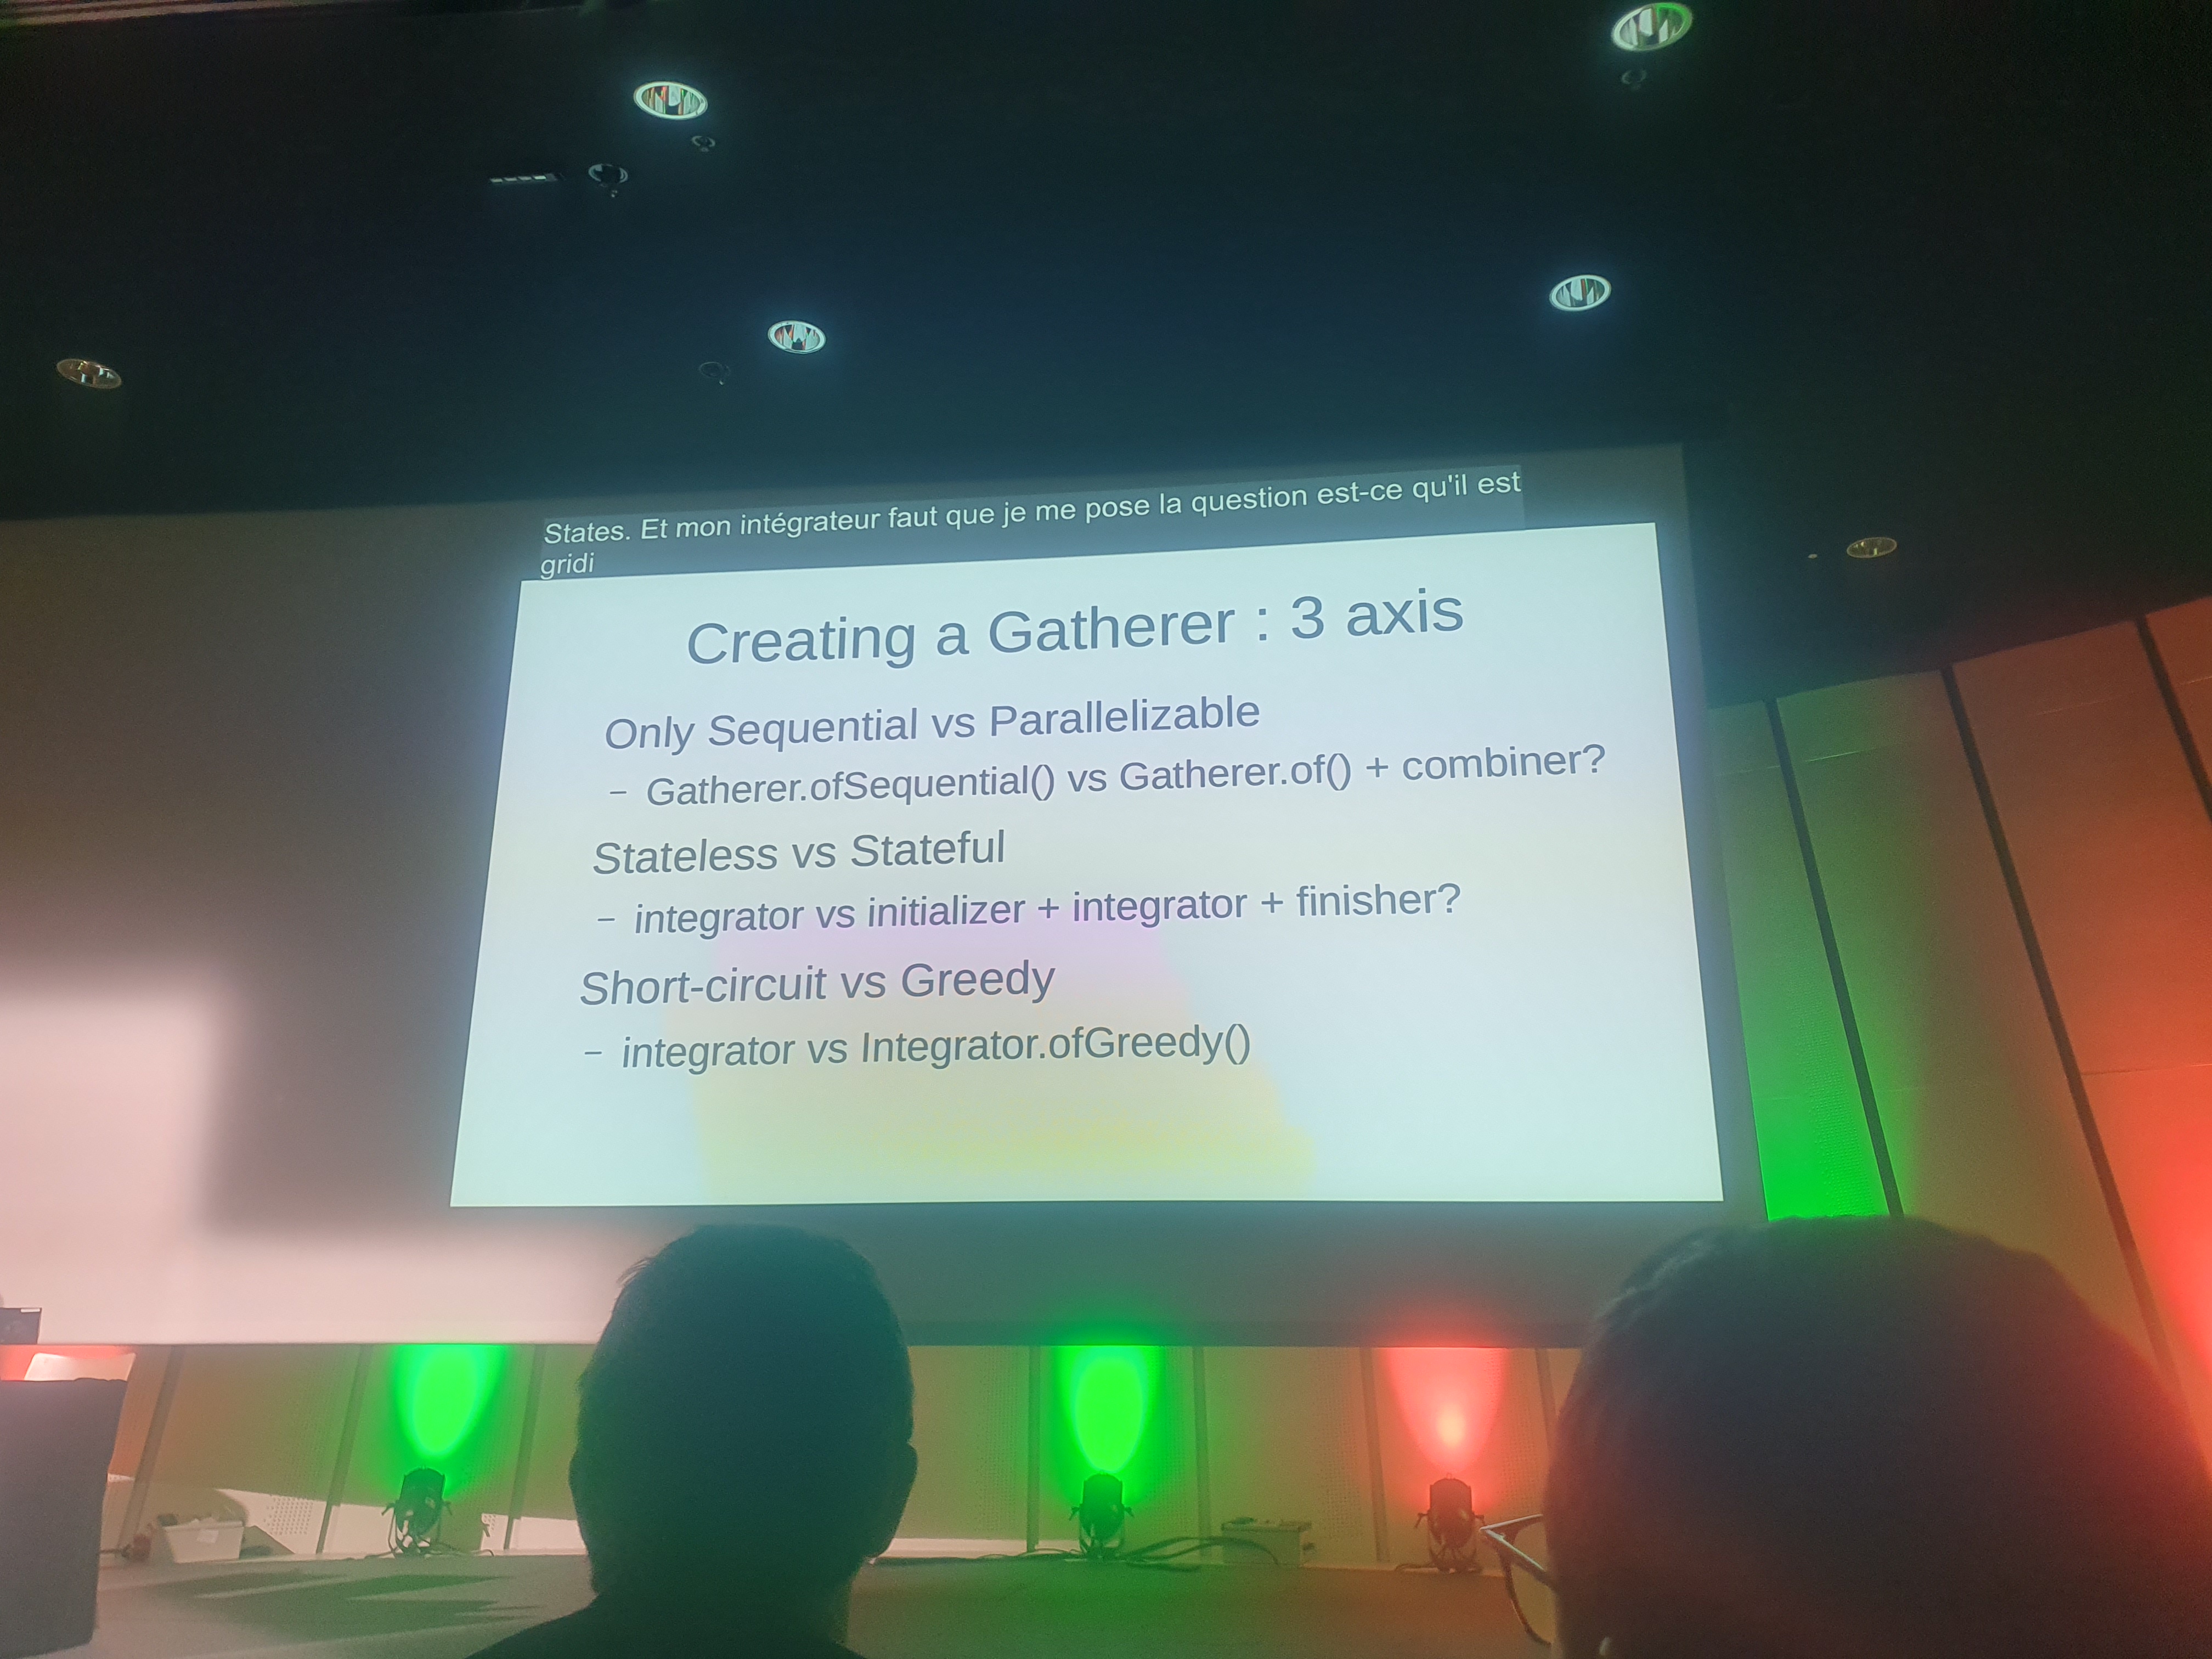 States. Et mon intégrateur faut que je me pose la question est-ce qu'il est
gridi
Creating a Gatherer : 3 axis
Only Sequential vs Parallelizable
– Gatherer.ofSequential() vs Gatherer.of() + combiner?
Stateless vs Stateful
– integrator vs initializer + integrator + finisher?
Short-circuit vs Greedy
– integrator vs Integrator.ofGreedy()